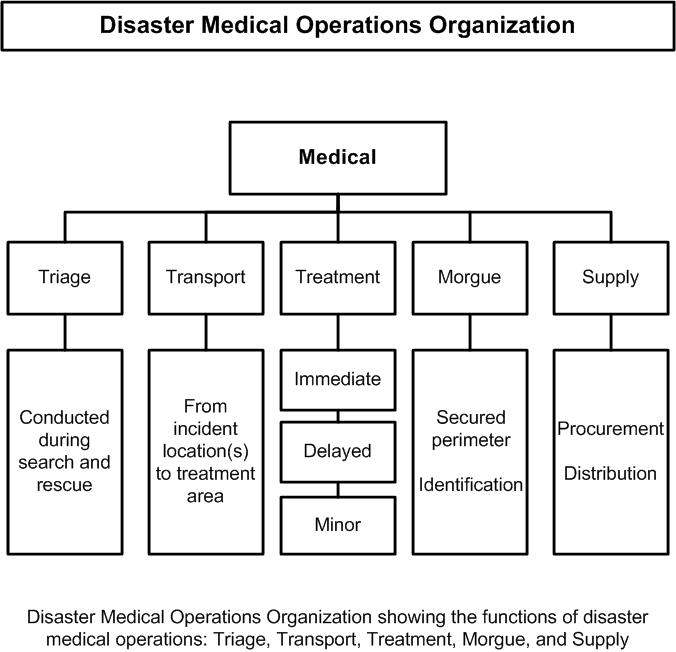 Disaster Medical Operations Organization
Medical
Triage
Transport
Treatment
Morgue
Supply
Conducted
during
search and
rescue
From
incident
location(s)
to treatment
area
Immediate
Delayed
Minor
Secured
perimeter
Identification
Procurement
Distribution
Disaster Medical Operations Organization showing the functions of disaster
medical operations: Triage, Transport, Treatment, Morgue, and Supply